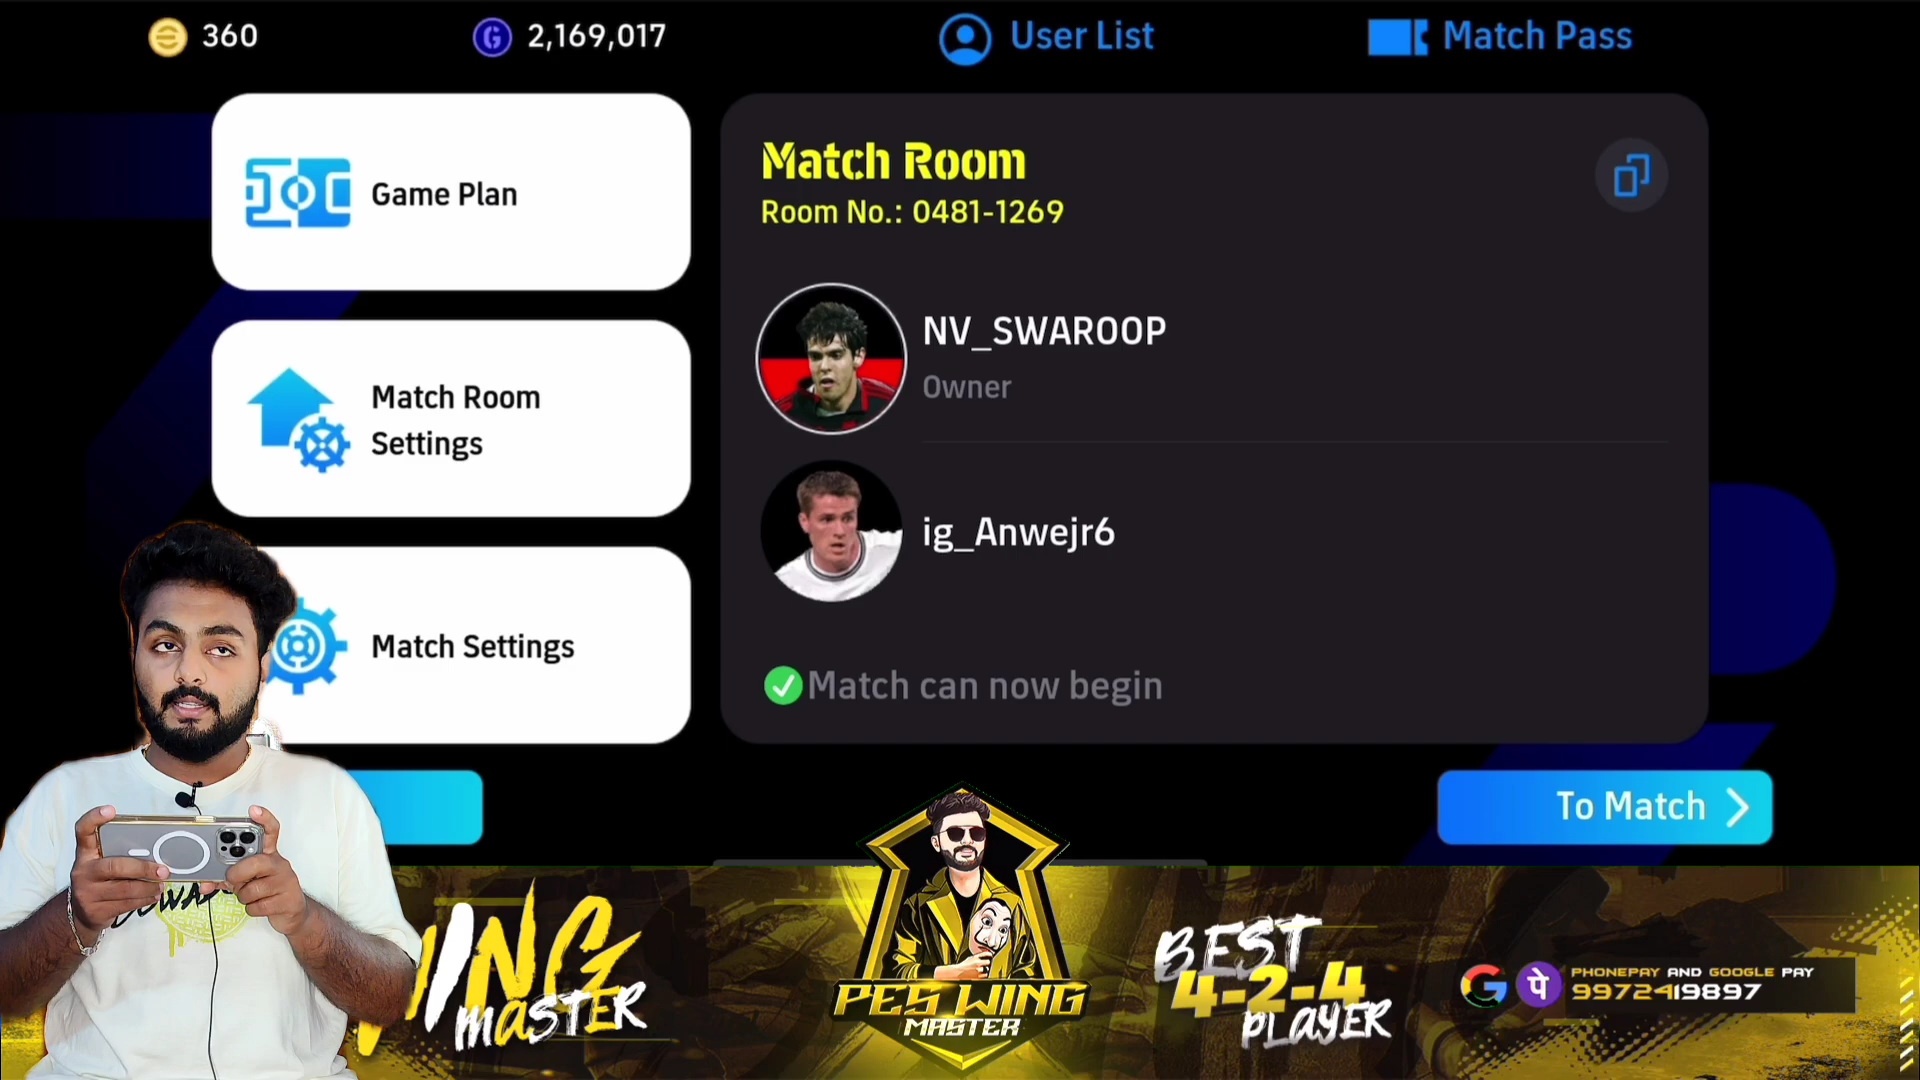 360
2,169,017
User List
Match Pass
Game Plan
Match Room
Settings
Match Settings
Match Room
Room No.: 0481-1269
NV_SWAROOP
Owner
ig_Anwejr6
Match can now begin
To Match
WING
MASTER
PES WING
MASTER
BEST
4-2-4
PLAYER
PHONEPAY AND GOOGLE PAY
9972419897